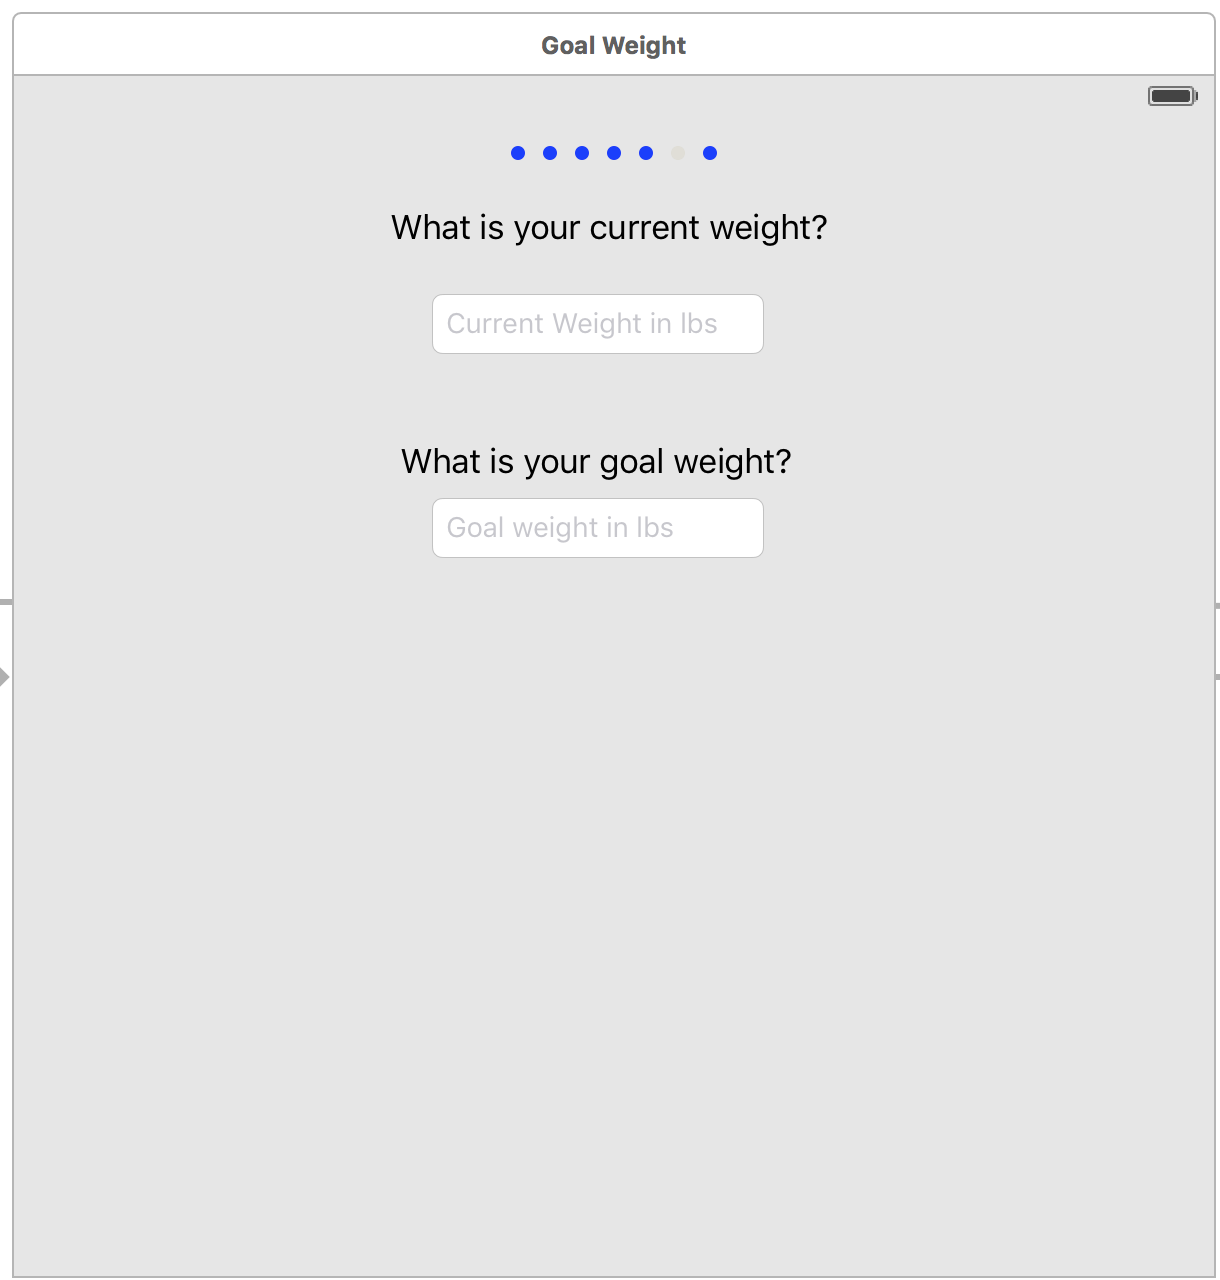 Goal Weight
What is your current weight?
Current Weight in lbs
What is your goal weight?
Goal weight in lbs